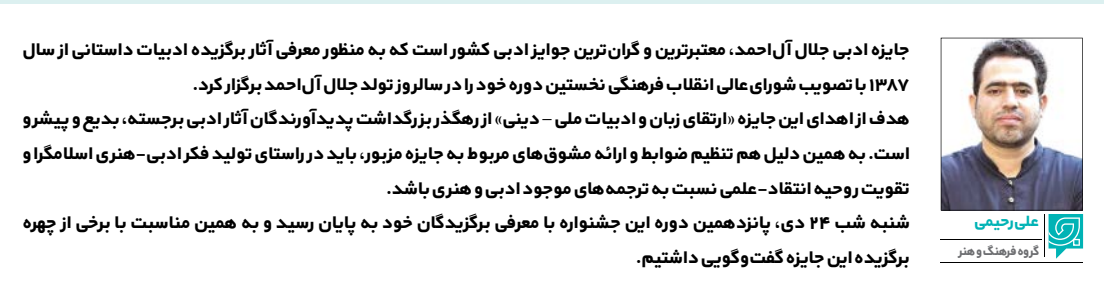 جایزه ادبی جلال آل‌احمد، معتبرترین و گران‌ترین جوایز ادبی کشور است که به منظور معرفی آثار برگزیده ادبیات داستانی از سال
۱۳۸۷ با تصویب شورای عالی انقلاب فرهنگی نخستین دوره خود را در سالروز تولد جلال آل‌احمد برگزار کرد.
هدف از اهدای این جایزه «ارتقای زبان و ادبیات ملی – دینی» از رهگذر بزرگداشت پدیدآورندگان آثار ادبی برجسته، بدیع و پیشرو
است. به همین دلیل هم تنظیم ضوابط و ارائه مشوق‌های مربوط به جایزه مزبور، باید در راستای تولید فکر ادبی-هنری اسلامگرا و
تقویت روحیه انتقاد-علمی نسبت به ترجمه‌های موجود ادبی و هنری باشد.
شنبه شب ۲۴ دی، پانزدهمین دوره این جشنواره با معرفی برگزیدگان خود به پایان رسید و به همین مناسبت با برخی از چهره
برگزیده این جایزه گفت‌وگویی داشتیم.
علی رحیمی
گروه فرهنگ و هنر